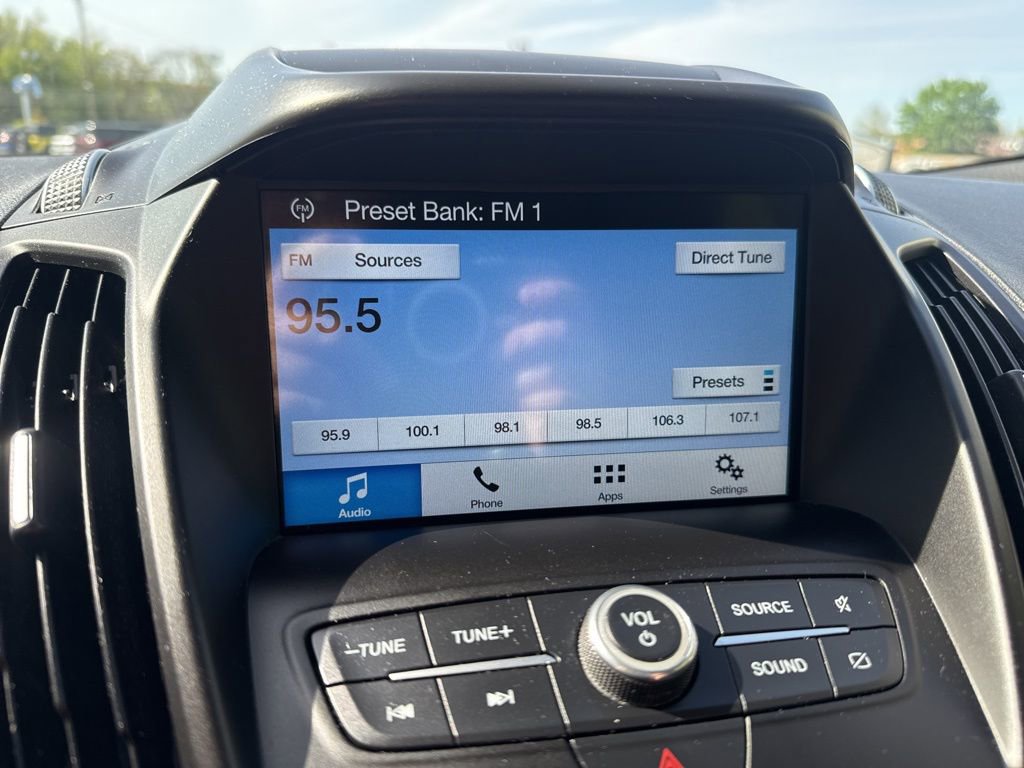 FM Preset Bank: FM 1
FM Sources Direct Tune
95.5
Presets
95.9 100.1 98.1 98.5 106.3 107.1
Audio Phone Apps Settings
VOL
–TUNE TUNE+ SOURCE
SOUND